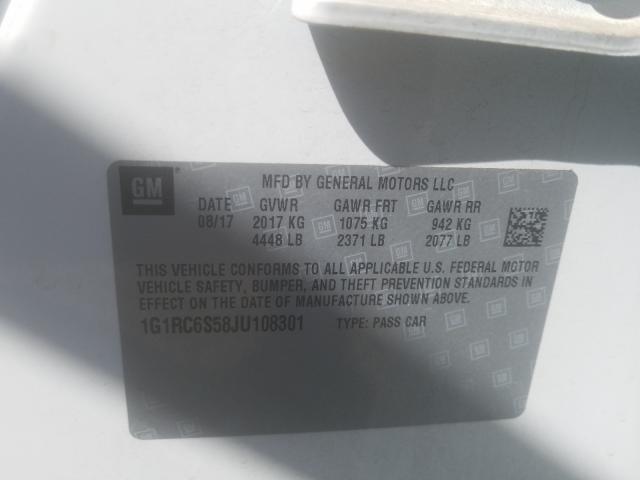 GM
MFD BY GENERAL MOTORS LLC
DATE GVWR GAWR FRT GAWR RR
08/17 2017 KG 1075 KG 942 KG
4448 LB 2371 LB 2077 LB
THIS VEHICLE CONFORMS TO ALL APPLICABLE U.S. FEDERAL MOTOR
VEHICLE SAFETY, BUMPER, AND THEFT PREVENTION STANDARDS IN
EFFECT ON THE DATE OF MANUFACTURE SHOWN ABOVE.
1G1RC6S58JU108301 TYPE: PASS CAR